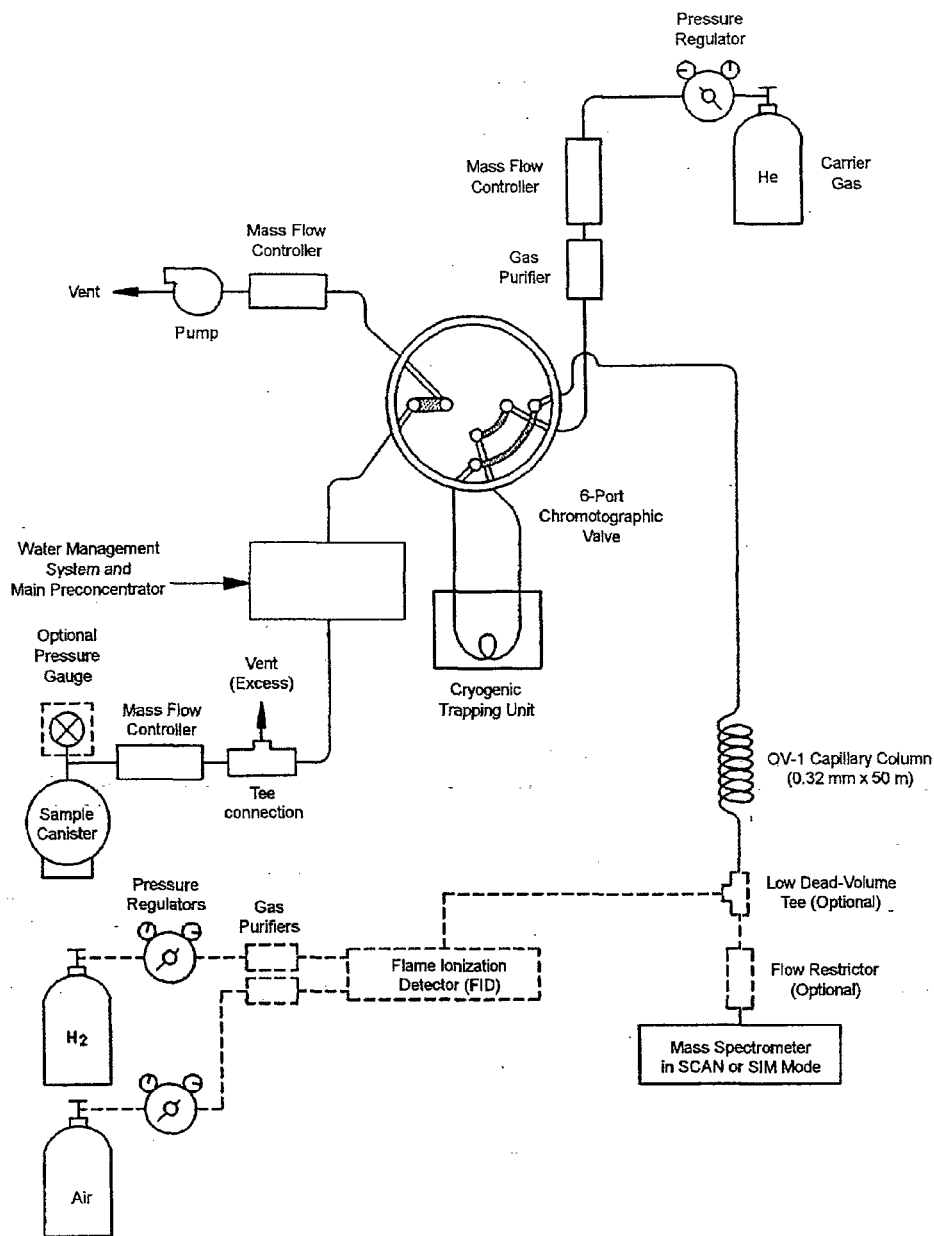 Pressure
Regulator
Mass Flow
Controller
He
Carrier
Gas
Gas
Purifier
Mass Flow
Controller
Vent
Pump
6-Port
Chromotographic
Valve
Water Management
System and
Main Preconcentrator
Optional
Pressure
Gauge
Vent
(Excess)
Mass Flow
Controller
Cryogenic
Trapping Unit
Sample
Canister
Tee
connection
OV-1 Capillary Column
(0.32 mm x 50 m)
Pressure
Regulators
Gas
Purifiers
Low Dead-Volume
Tee (Optional)
Flame Ionization
Detector (FID)
Flow Restrictor
(Optional)
H2
Mass Spectrometer
in SCAN or SIM Mode
Air